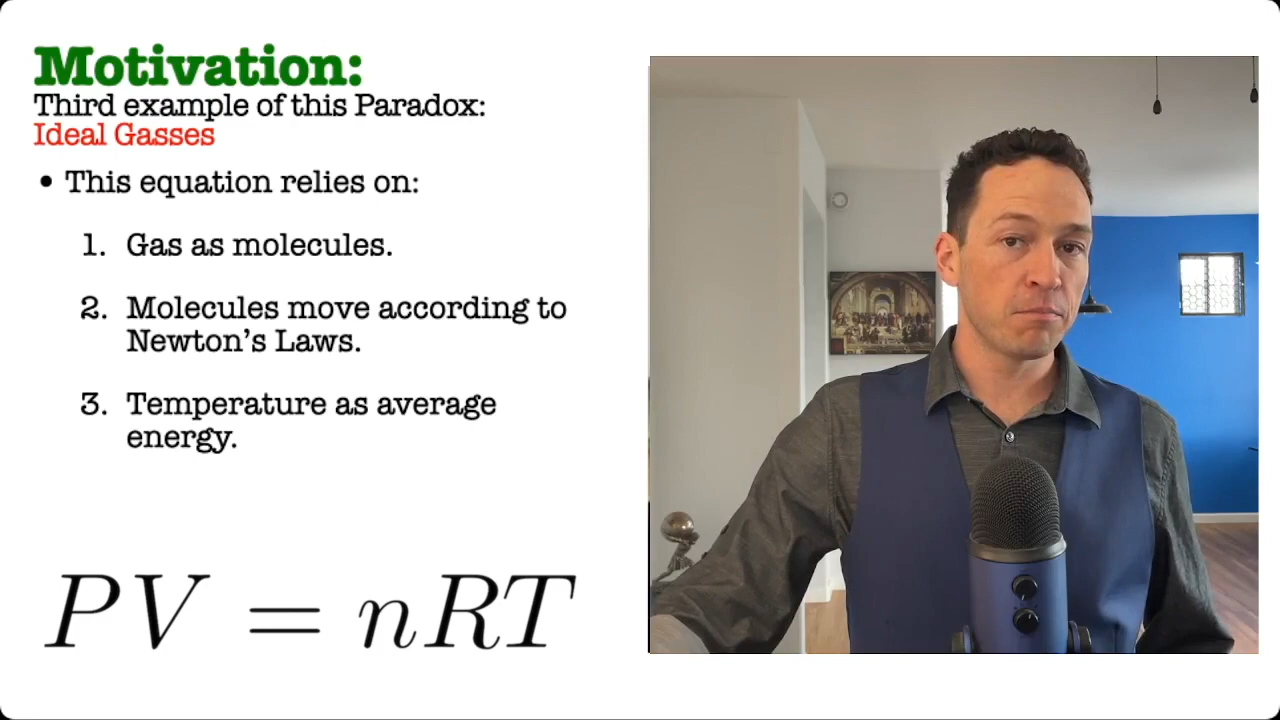 Motivation:
Third example of this Paradox:
Ideal Gasses
• This equation relies on:
1. Gas as molecules.
2. Molecules move according to
Newton's Laws.
3. Temperature as average
energy.
PV = nRT